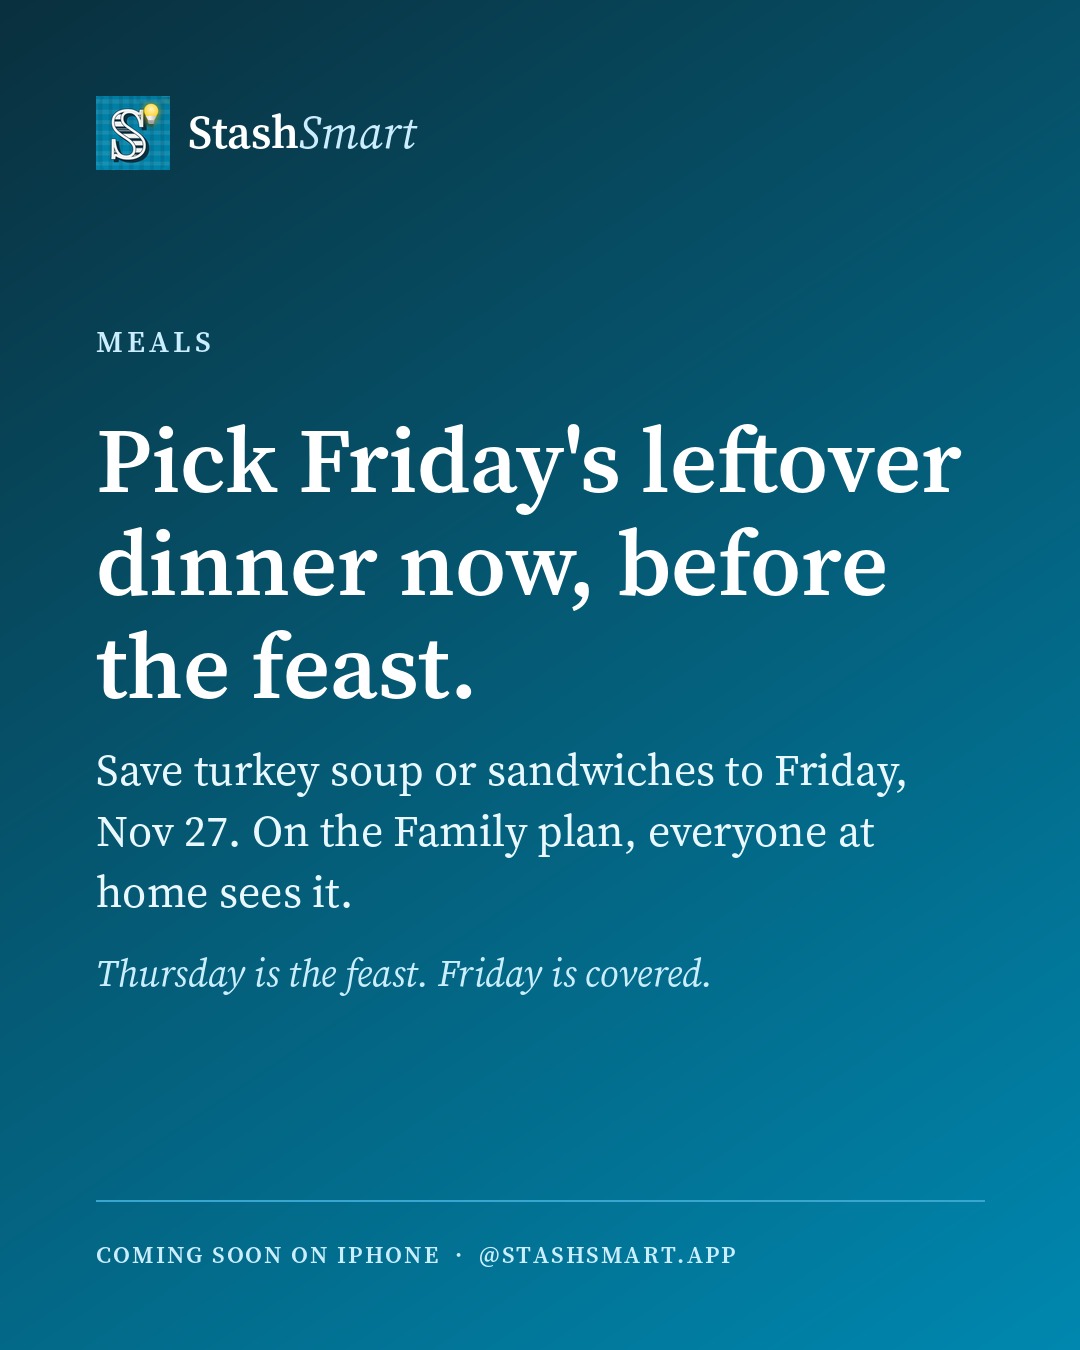 S
StashSmart
MEALS
Pick Friday's leftover
dinner now, before
the feast.
Save turkey soup or sandwiches to Friday,
Nov 27. On the Family plan, everyone at
home sees it.
Thursday is the feast. Friday is covered.
COMING SOON ON IPHONE · @STASHSMART.APP